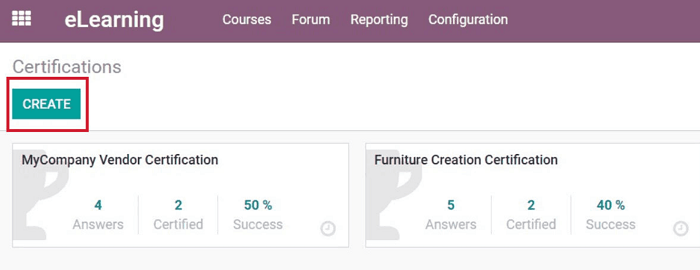 eLearning Courses Forum Reporting Configuration
Certifications
CREATE
MyCompany Vendor Certification
4 2 50 %
Answers Certified Success
Furniture Creation Certification
5 2 40 %
Answers Certified Success